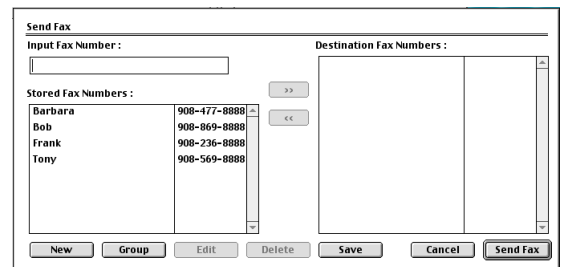 Send Fax
Input Fax Number :
Destination Fax Numbers :
>>
Stored Fax Numbers :
<<
Barbara 908-477-8888
Bob 908-869-8888
Frank 908-236-8888
Tony 908-569-8888
New Group Edit Delete Save Cancel Send Fax